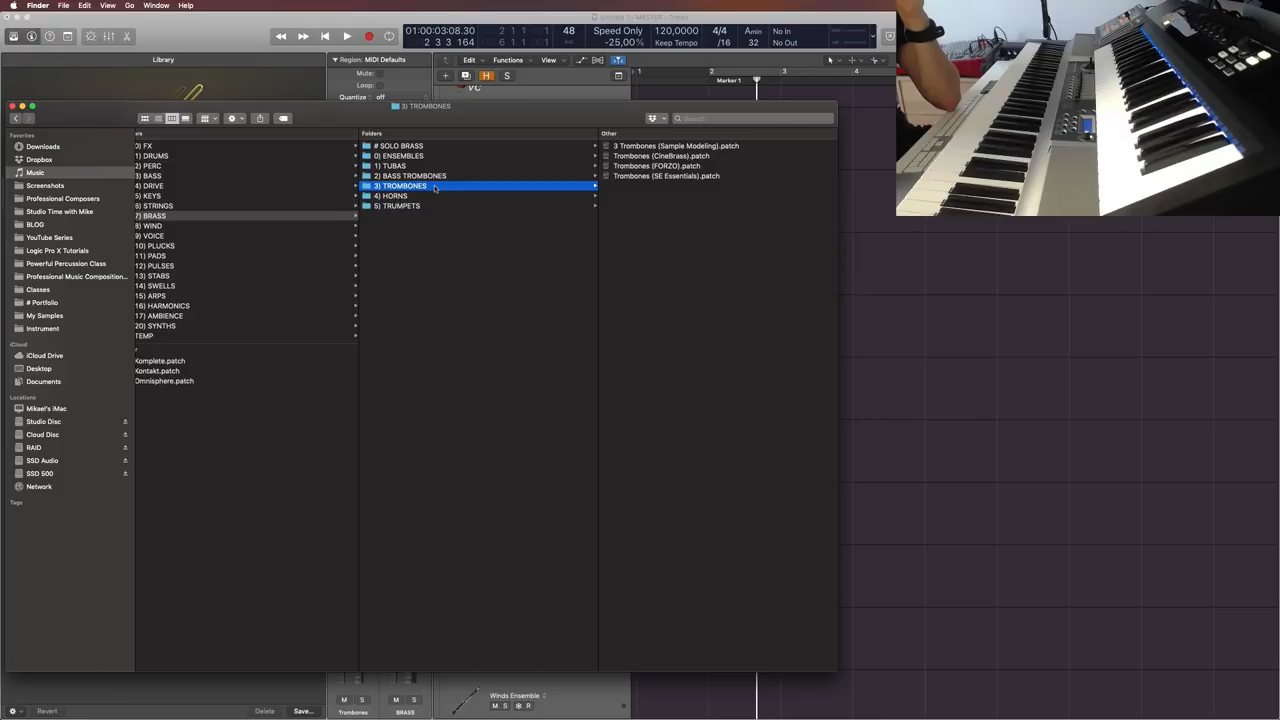 Finder File Edit View Go Window Help
01:00:03:08.30
2 3 3 164
48
Speed Only
-25,00%
120,0000
Keep Tempo
4/4
/16
Amin
32
No In
No Out
Library
Region: MIDI Defaults
Mute:
Loop:
Quantize off
Edit Functions View
H S
VC
1 2 3 4
Marker 1
3) TROMBONES
Search
Favorites
Downloads
Dropbox
Music
Screenshots
Professional Composers
Studio Time with Mike
BLOG
YouTube Series
Logic Pro X Tutorials
Powerful Percussion Class
Professional Music Composition...
Classes
# Portfolio
My Samples
Instrument
iCloud
iCloud Drive
Desktop
Documents
Locations
Mikael's iMac
Studio Disc
Cloud Disc
RAID
SSD Audio
SSD 500
Network
Tags
rs
0) FX
1) DRUMS
2) PERC
3) BASS
4) DRIVE
5) KEYS
6) STRINGS
7) BRASS
8) WIND
9) VOICE
10) PLUCKS
11) PADS
12) PULSES
13) STABS
14) SWELLS
15) ARPS
16) HARMONICS
17) AMBIENCE
20) SYNTHS
TEMP
Komplete.patch
Kontakt.patch
Omnisphere.patch
Folders
# SOLO BRASS
0) ENSEMBLES
1) TUBAS
2) BASS TROMBONES
3) TROMBONES
4) HORNS
5) TRUMPETS
Other
3 Trombones (Sample Modeling).patch
Trombones (CineBrass).patch
Trombones (FORZO).patch
Trombones (SE Essentials).patch
Revert
Delete
Save...
M S
Trombones
M S
BRASS
Winds Ensemble
M S R